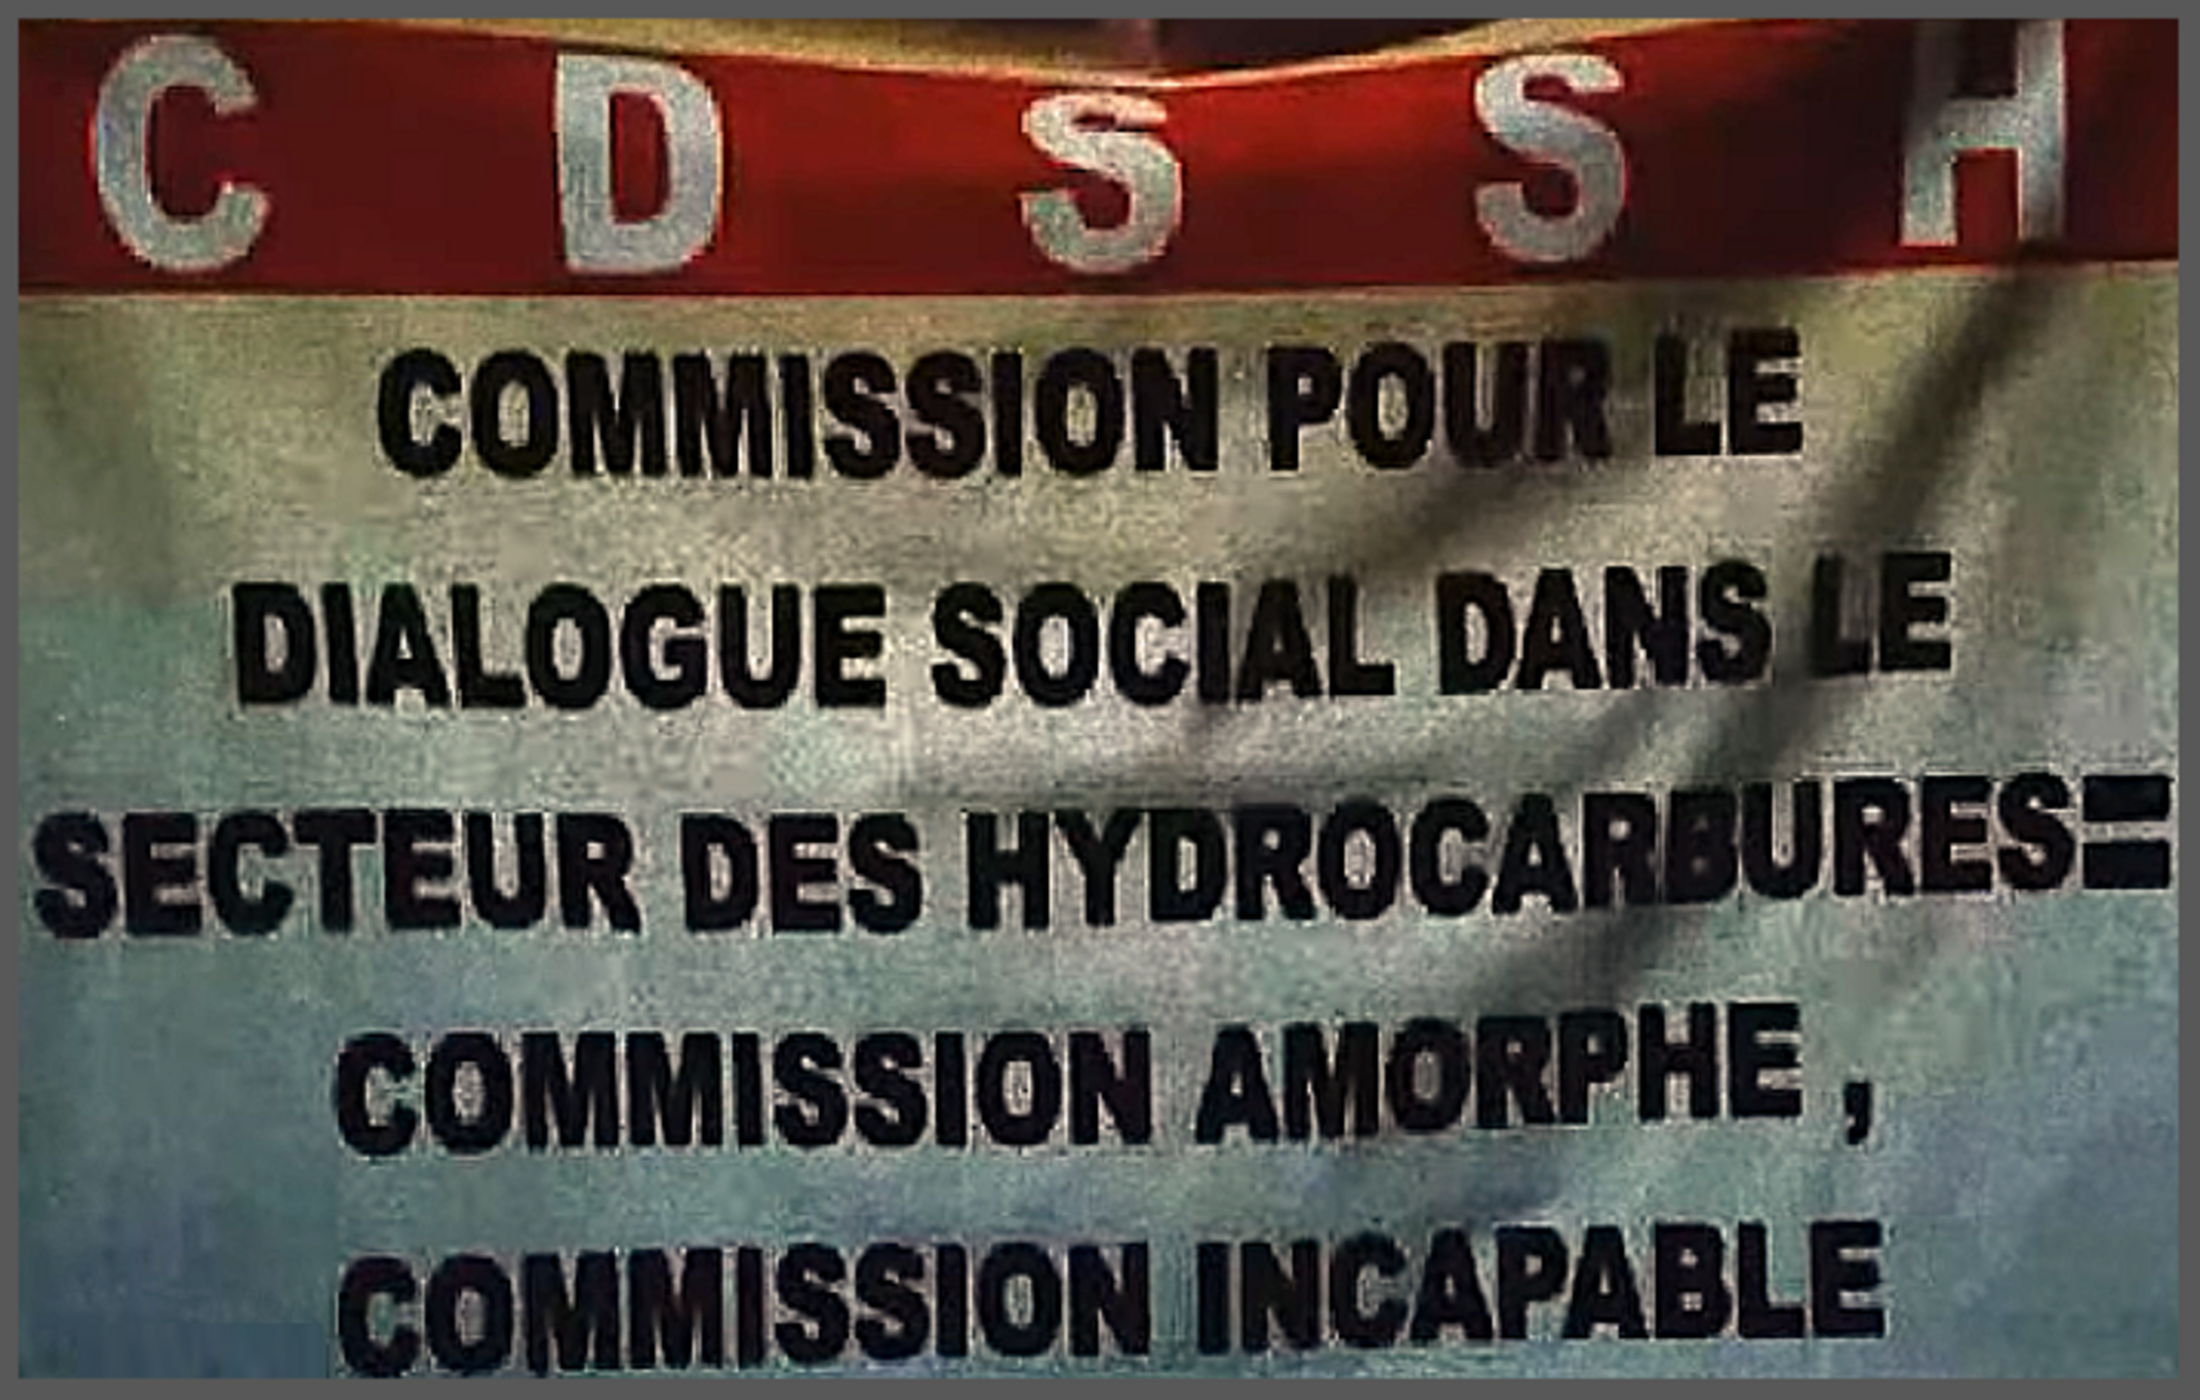 C D S S H
COMMISSION POUR LE
DIALOGUE SOCIAL DANS LE
SECTEUR DES HYDROCARBURES=
COMMISSION AMORPHE ,
COMMISSION INCAPABLE